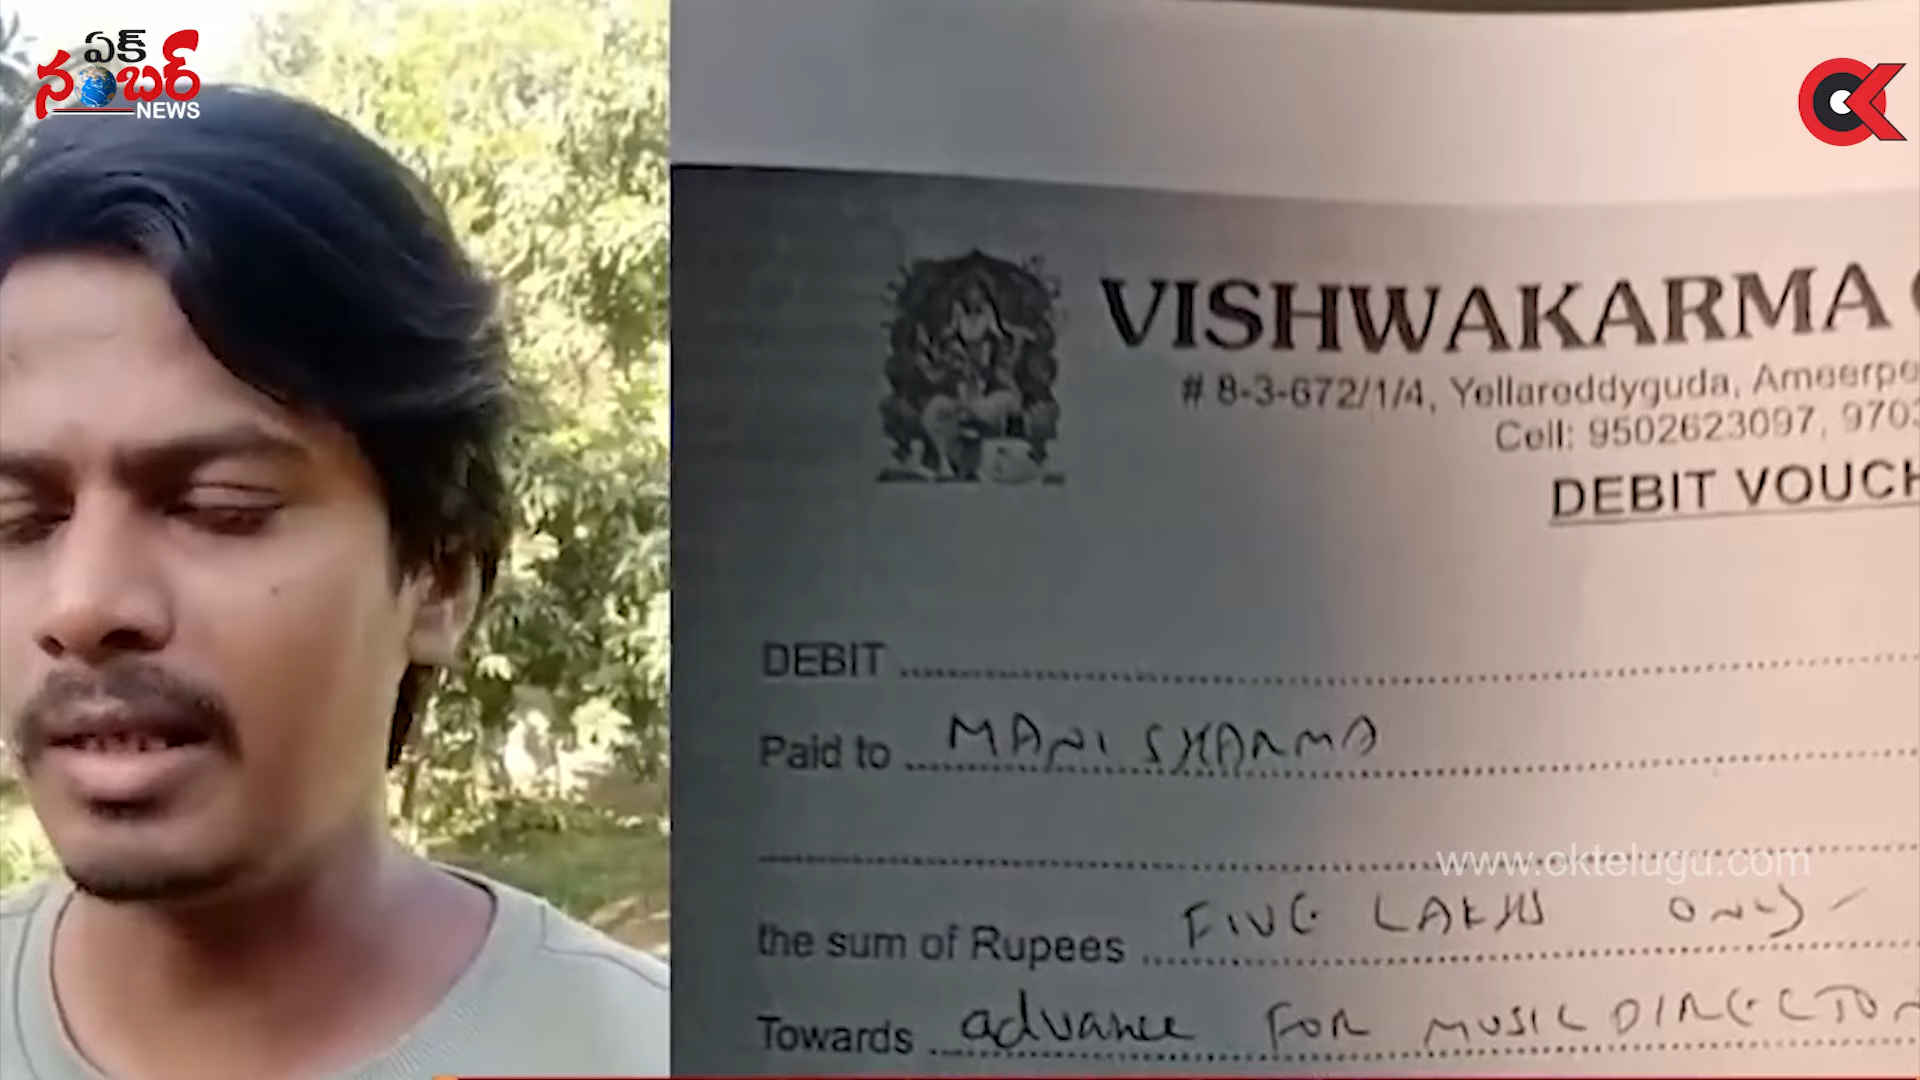 ఏక్
నంబర్
NEWS
VISHWAKARMA
# 8-3-672/1/4, Yellareddyguda, Ameerpe
Cell: 9502623097, 9703
DEBIT VOUCH
DEBIT
Paid to MANI SHARMA
www.oktelugu.com
the sum of Rupees FIVE LAKHS ONLY-
Towards advance FOR MUSIC DIRECTOR